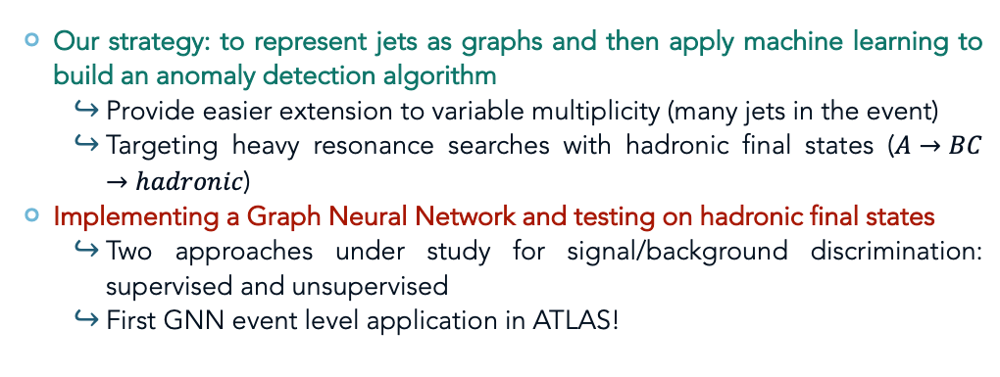 Our strategy: to represent jets as graphs and then apply machine learning to
build an anomaly detection algorithm
↪ Provide easier extension to variable multiplicity (many jets in the event)
↪ Targeting heavy resonance searches with hadronic final states (A → BC
→ hadronic)
Implementing a Graph Neural Network and testing on hadronic final states
↪ Two approaches under study for signal/background discrimination:
supervised and unsupervised
↪ First GNN event level application in ATLAS!